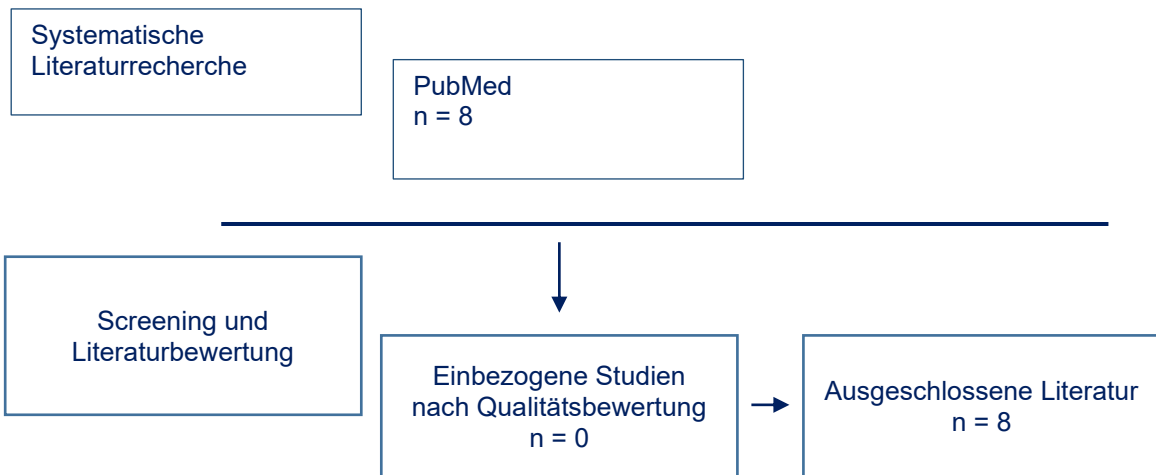 Systematische
Literaturrecherche
PubMed
n = 8
Screening und
Literaturbewertung
Einbezogene Studien
nach Qualitätsbewertung
n = 0
Ausgeschlossene Literatur
n = 8